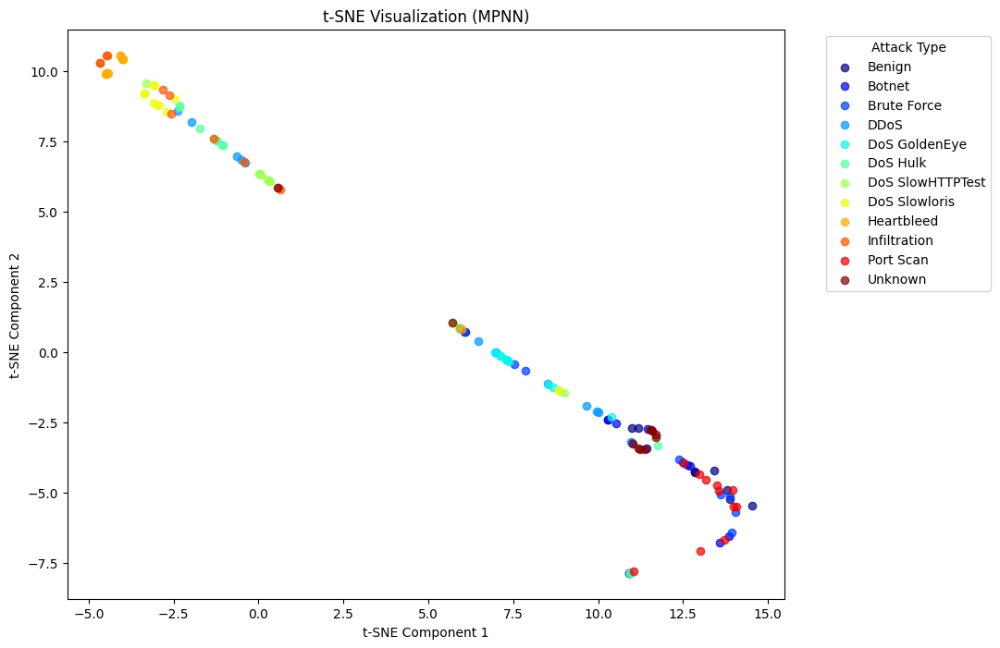 t-SNE Visualization (MPNN)
t-SNE Component 2
10.0
7.5
5.0
2.5
0.0
−2.5
−5.0
−7.5
−5.0
−2.5
0.0
2.5
5.0
7.5
10.0
12.5
15.0
t-SNE Component 1
Attack Type
Benign
Botnet
Brute Force
DDoS
DoS GoldenEye
DoS Hulk
DoS SlowHTTPTest
DoS Slowloris
Heartbleed
Infiltration
Port Scan
Unknown